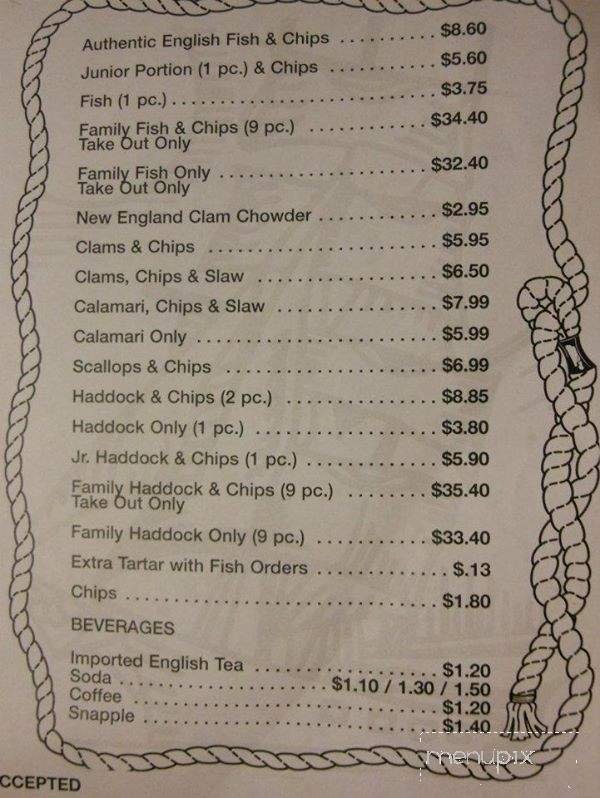 Authentic English Fish & Chips .......... $8.60
Junior Portion (1 pc.) & Chips ........... $5.60
Fish (1 pc.) ........................... $3.75
Family Fish & Chips (9 pc.) ............ $34.40
Take Out Only
Family Fish Only ..................... $32.40
Take Out Only
New England Clam Chowder ............ $2.95
Clams & Chips ....................... $5.95
Clams, Chips & Slaw .................. $6.50
Calamari, Chips & Slaw ................ $7.99
Calamari Only ........................ $5.99
Scallops & Chips ..................... $6.99
Haddock & Chips (2 pc.) ............... $8.85
Haddock Only (1 pc.) .................. $3.80
Jr. Haddock & Chips (1 pc.) ............. $5.90
Family Haddock & Chips (9 pc.) ........ $35.40
Take Out Only
Family Haddock Only (9 pc.) ........... $33.40
Extra Tartar with Fish Orders ............. $.13
Chips ............................... $1.80
BEVERAGES
Imported English Tea .................. $1.20
Soda ..................... $1.10 / 1.30 / 1.50
Coffee .............................. $1.20
Snapple ............................. $1.40
menupix
CCEPTED